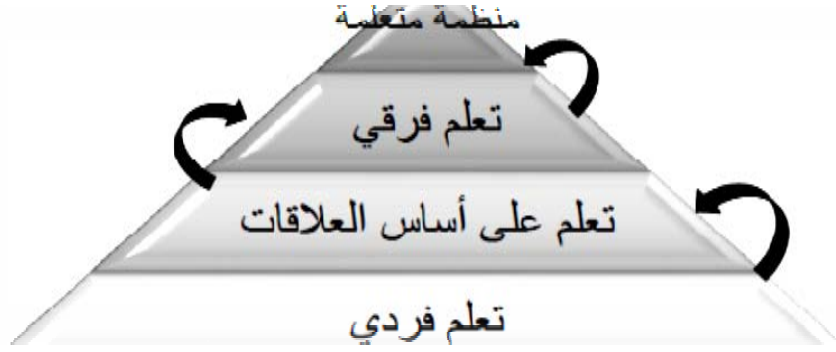 منظمة متعلمة
تعلم فرقي
تعلم على أساس العلاقات
تعلم فردي